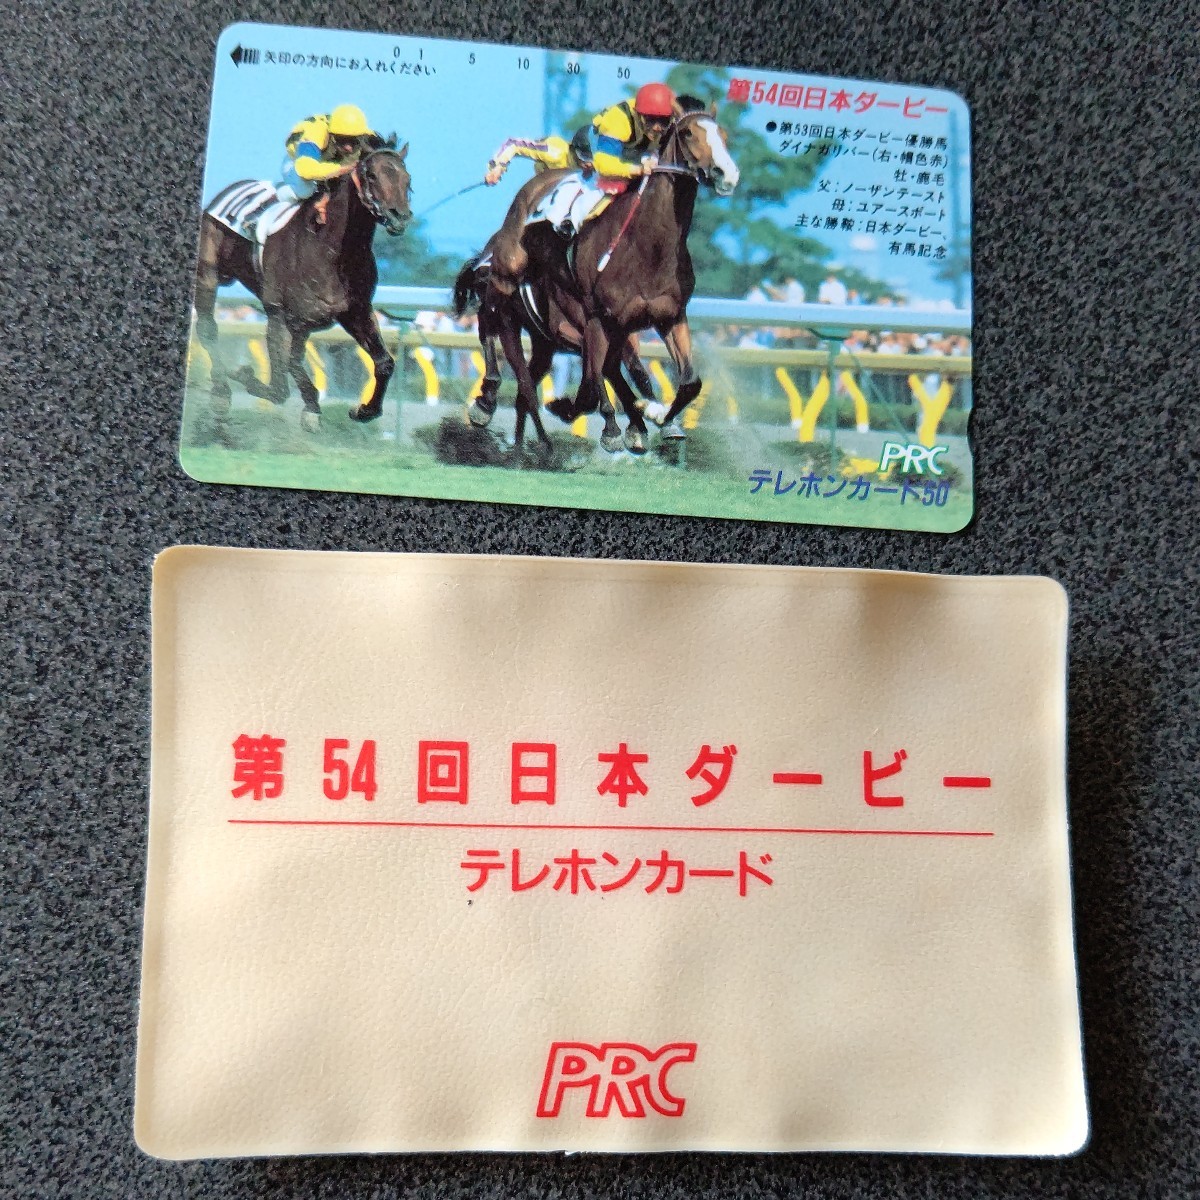 矢印の方向にお入れください
0 1 5 10 30 50
第54回日本ダービー
●第53回日本ダービー優勝馬
ダイナガリバー(右・帽色赤)
牡・鹿毛
父:ノーザンテースト
母:ユアースポート
主な勝鞍:日本ダービー、
有馬記念
PRC
テレホンカード50
第54回日本ダービー
テレホンカード
PRC